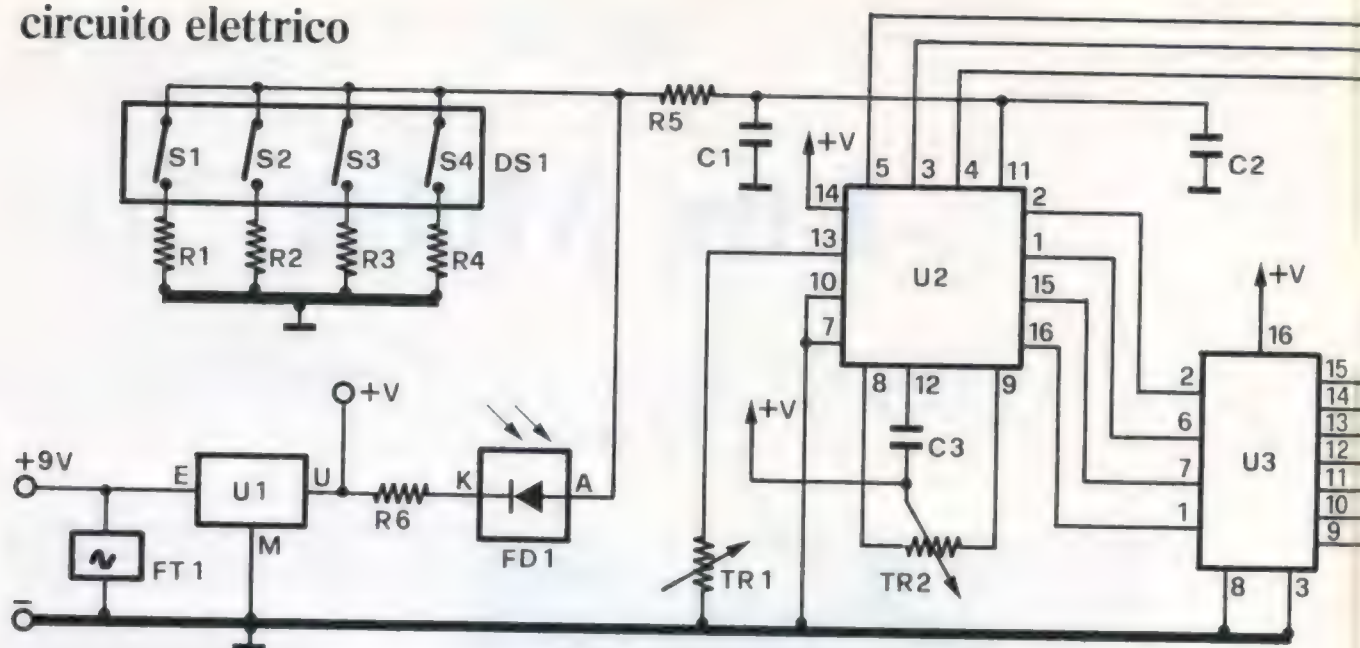 circuito elettrico
S1 S2 S3 S4 DS1
R1 R2 R3 R4
R5
C1
+V
5 3 4 11
14
13
10
7
U2
2
1
15
16
8 12 9
C2
+V
16
2
6
7
1
U3
15
14
13
12
11
10
9
8 3
+V
C3
TR1
TR2
+9V
E U1 U
M
+V
R6
K A
FD1
FT1
–